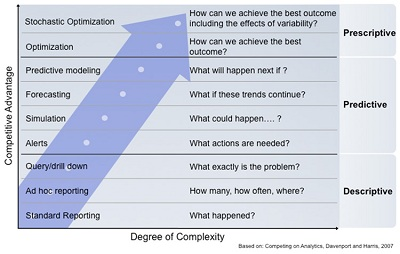 Stochastic Optimization
How can we achieve the best outcome
including the effects of variability?
Prescriptive
Optimization
How can we achieve the best
outcome?
Predictive modeling
What will happen next if ?
Forecasting
What if these trends continue?
Predictive
Simulation
What could happen.... ?
Alerts
What actions are needed?
Query/drill down
What exactly is the problem?
Ad hoc reporting
How many, how often, where?
Descriptive
Standard Reporting
What happened?
Competitive Advantage
Degree of Complexity
Based on: Competing on Analytics, Davenport and Harris, 2007